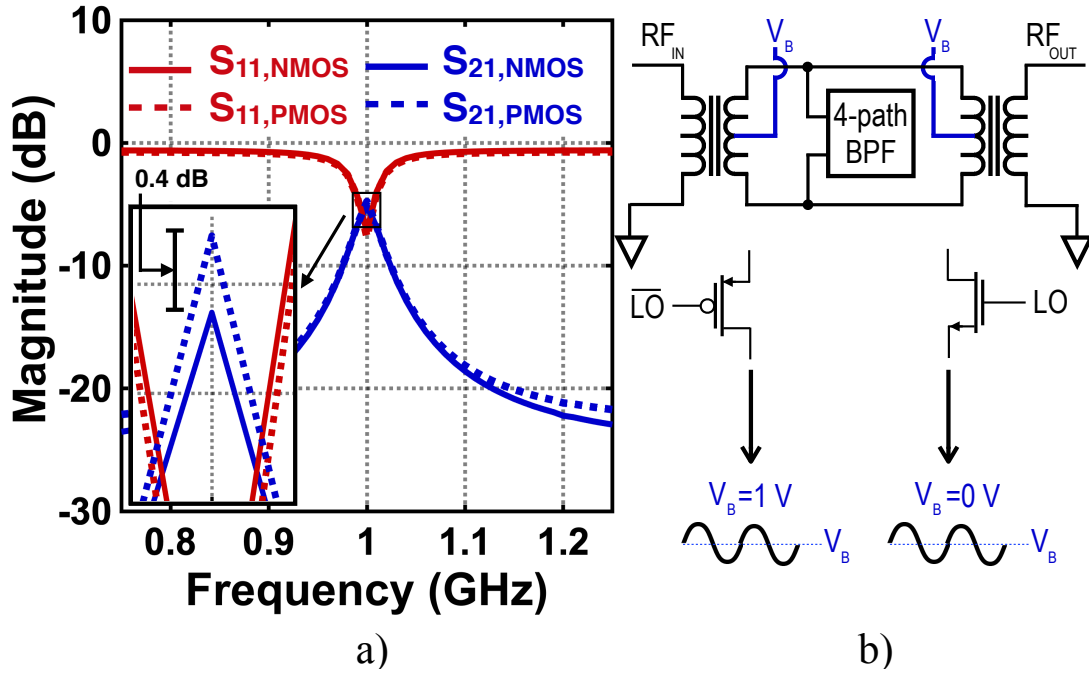 10
0
-10
-20
-30
Magnitude (dB)
S11,NMOS
S21,NMOS
S11,PMOS
S21,PMOS
0.4 dB
0.8
0.9
1
1.1
1.2
Frequency (GHz)
a)
RFIN
VB
VB
RFOUT
4-path
BPF
LO
LO
VB=1 V
VB=0 V
VB
VB
b)